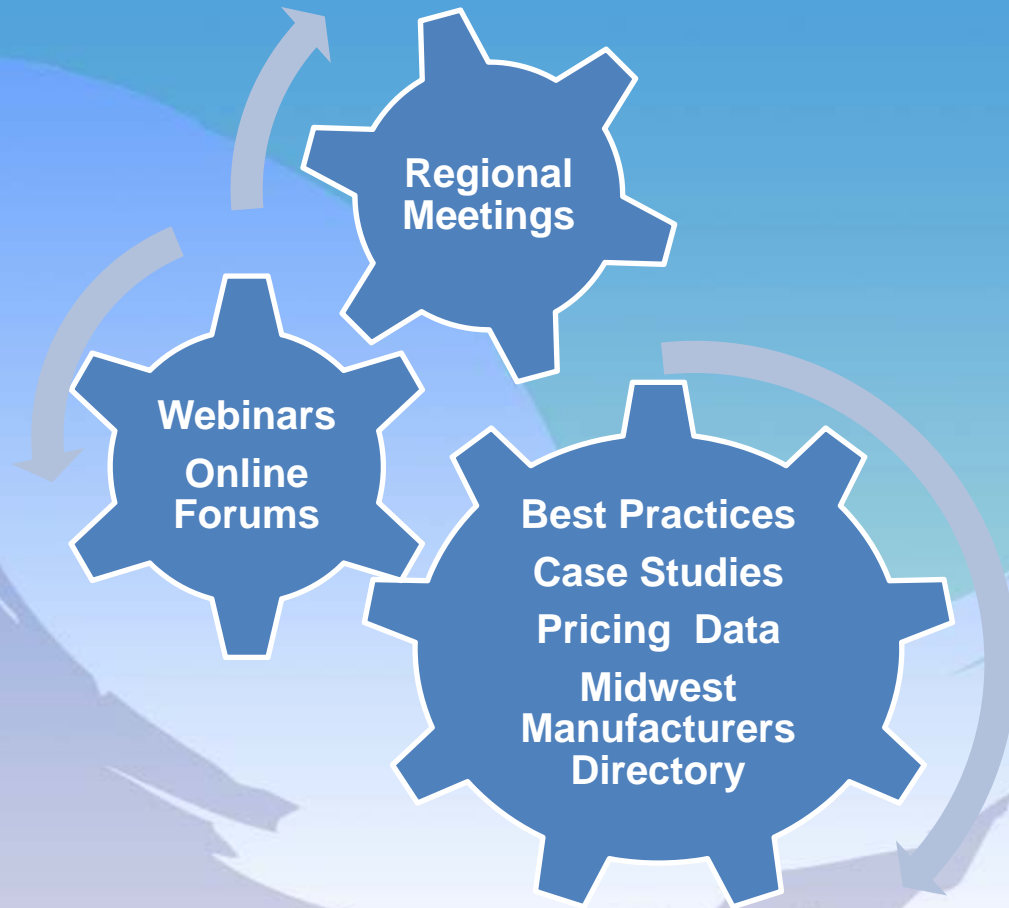 Regional
Meetings
Webinars
Online
Forums
Best Practices
Case Studies
Pricing  Data
Midwest
Manufacturers
Directory